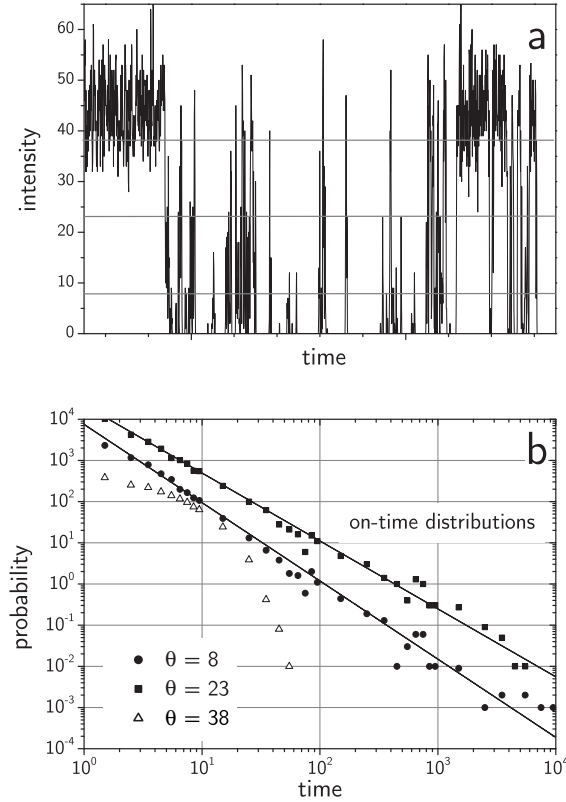 a
60
50
40
30
20
10
0
intensity
time
b
10^4
10^3
10^2
10^1
10^0
10^-1
10^-2
10^-3
10^-4
probability
on-time distributions
θ = 8
θ = 23
θ = 38
10^0 10^1 10^2 10^3 10^4
time